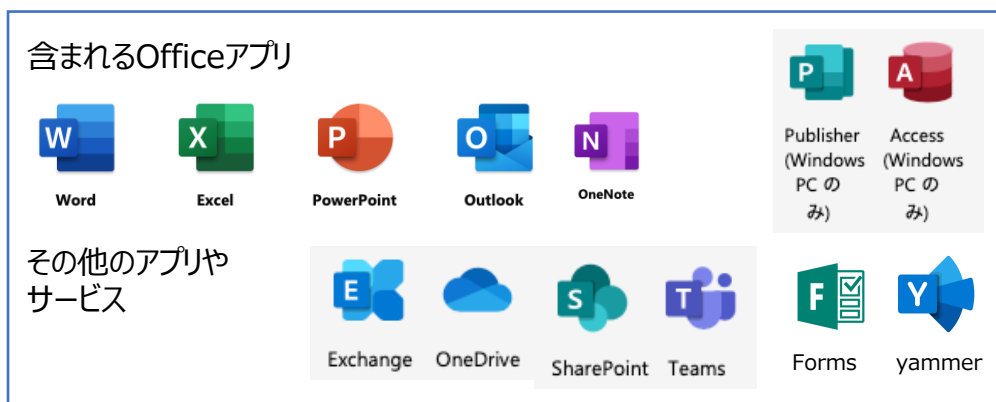 含まれるOfficeアプリ
W
X
P
O
N
P
A
Word
Excel
PowerPoint
Outlook
OneNote
Publisher
(Windows
PC の
み)
Access
(Windows
PC の
み)
その他のアプリや
サービス
E
S
T
F
Y
Exchange
OneDrive
SharePoint
Teams
Forms
yammer